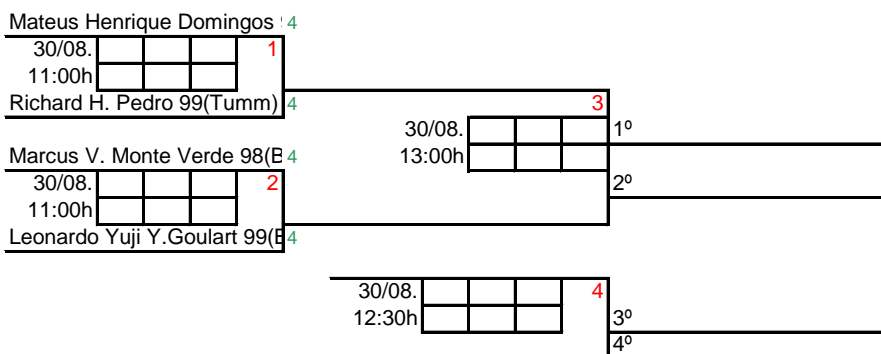 Mateus Henrique Domingos 4
30/08. 1
11:00h
Richard H. Pedro 99(Tumm) 4
3
30/08. 1º
Marcus V. Monte Verde 98(B 4
13:00h
30/08. 2
2º
11:00h
Leonardo Yuji Y.Goulart 99(B 4
30/08. 4
12:30h 3º
4º